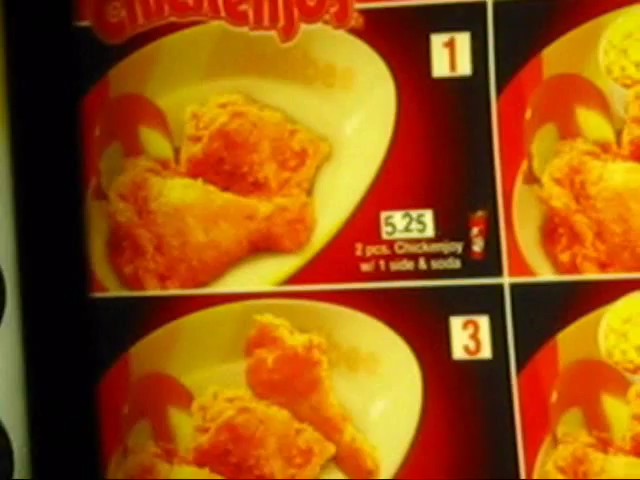 Chickenjoy
1
5.25
2 pcs. Chickenjoy
w/ 1 side & soda
3